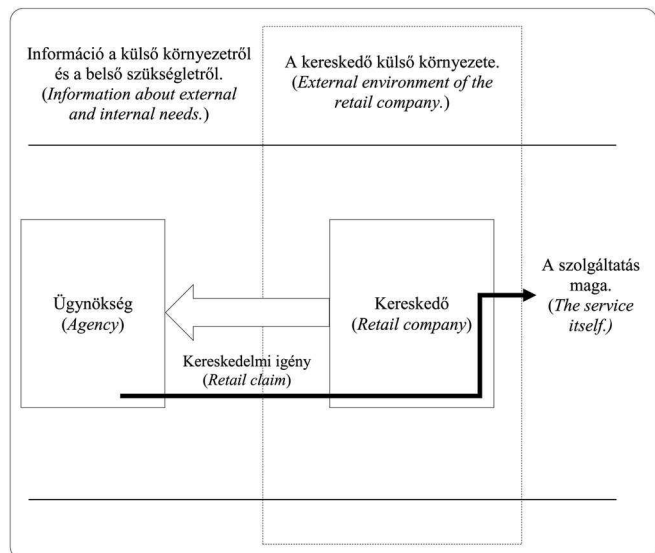 Információ a külső környezetről
és a belső szükségletről.
(Information about external
and internal needs.)
A kereskedő külső környezete.
(External environment of the
retail company.)
Ügynökség
(Agency)
Kereskedő
(Retail company)
A szolgáltatás
maga.
(The service
itself.)
Kereskedelmi igény
(Retail claim)